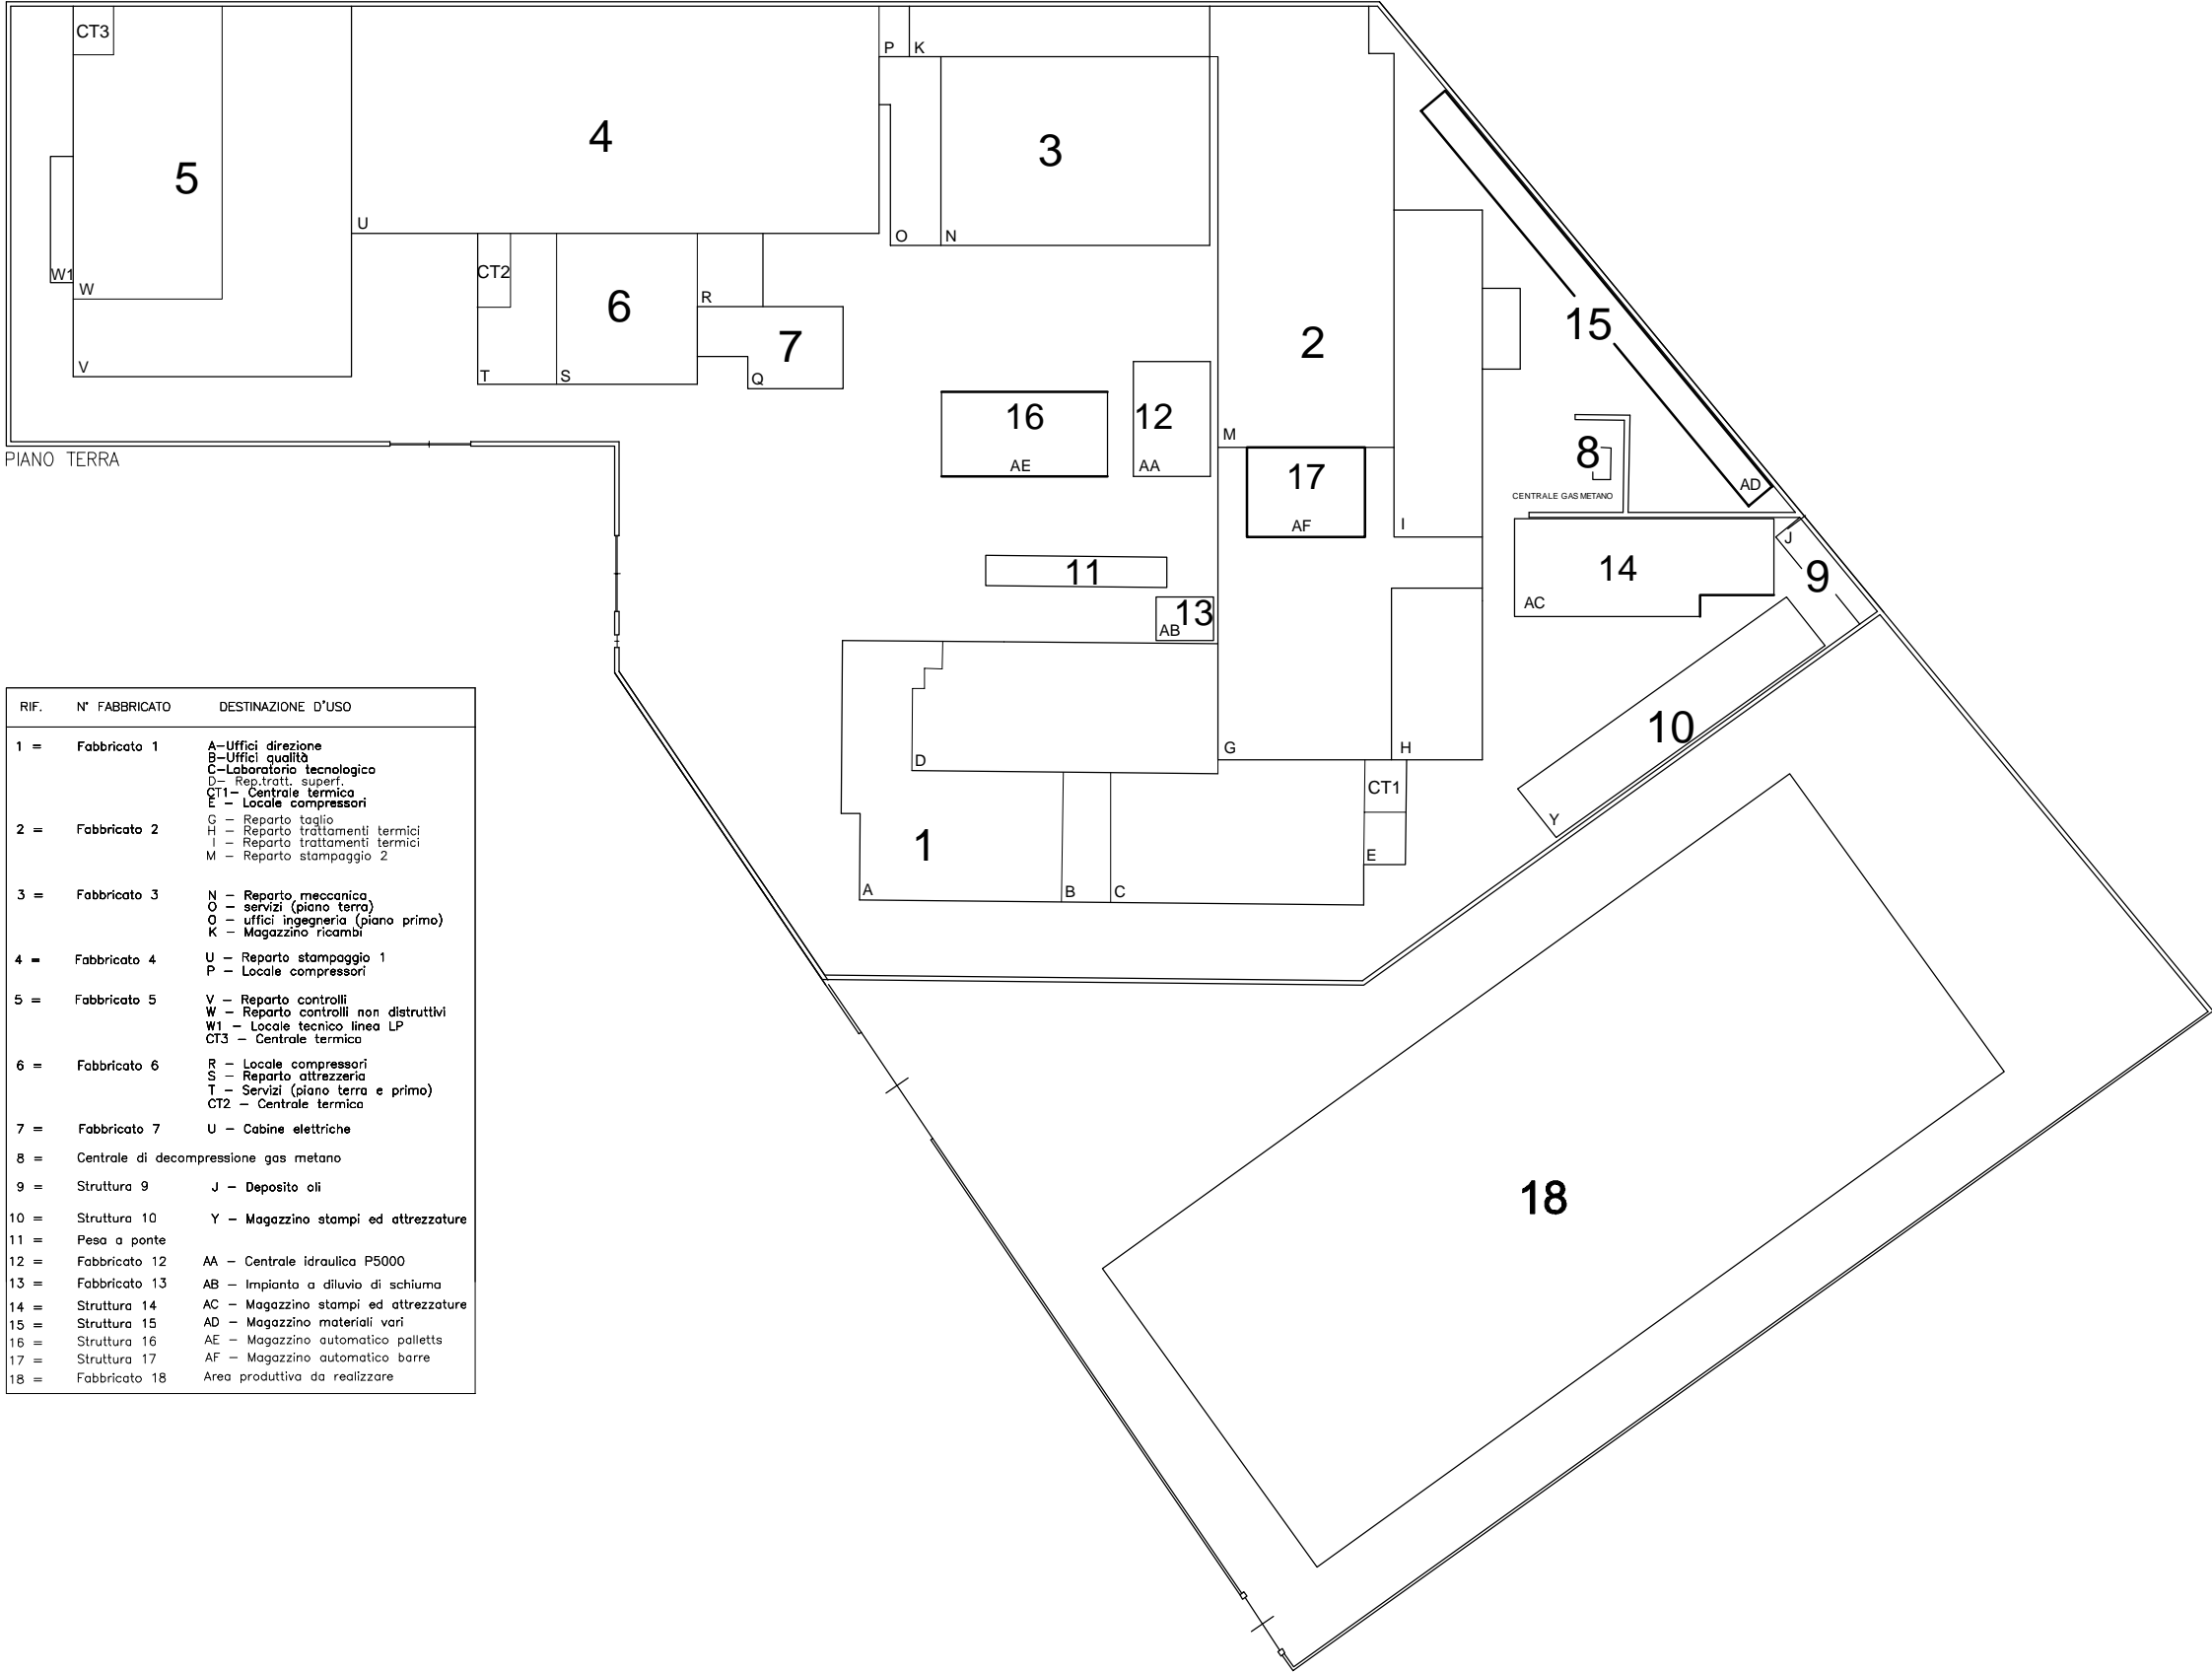 CT3
P
K
4
3
5
U
O
N
CT2
W1
W
R
6
15
2
7
V
T
S
Q
16
12
M
8
PIANO TERRA
AE
AA
17
AD
CENTRALE GAS METANO
AF
I
J
11
14
9
13
AC
AB
10
G
H
D
CT1
Y
1
E
A
B
C
18
RIF. N° FABBRICATO DESTINAZIONE D'USO
1 = Fabbricato 1 A-Uffici direzione
B-Uffici qualità
C-Laboratorio tecnologico
D- Rep.tratt. superf.
CT1- Centrale termica
E - Locale compressori
G - Reparto taglio
2 = Fabbricato 2 H - Reparto trattamenti termici
I - Reparto trattamenti termici
M - Reparto stampaggio 2
3 = Fabbricato 3 N - Reparto meccanica
O - servizi (piano terra)
O - uffici ingegneria (piano primo)
K - Magazzino ricambi
4 = Fabbricato 4 U - Reparto stampaggio 1
P - Locale compressori
5 = Fabbricato 5 V - Reparto controlli
W - Reparto controlli non distruttivi
W1 - Locale tecnico linea LP
CT3 - Centrale termica
6 = Fabbricato 6 R - Locale compressori
S - Reparto attrezzeria
T - Servizi (piano terra e primo)
CT2 - Centrale termica
7 = Fabbricato 7 U - Cabine elettriche
8 = Centrale di decompressione gas metano
9 = Struttura 9 J - Deposito oli
10 = Struttura 10 Y - Magazzino stampi ed attrezzature
11 = Pesa a ponte
12 = Fabbricato 12 AA - Centrale idraulica P5000
13 = Fabbricato 13 AB - Impianto a diluvio di schiuma
14 = Struttura 14 AC - Magazzino stampi ed attrezzature
15 = Struttura 15 AD - Magazzino materiali vari
16 = Struttura 16 AE - Magazzino automatico palletts
17 = Struttura 17 AF - Magazzino automatico barre
18 = Fabbricato 18 Area produttiva da realizzare